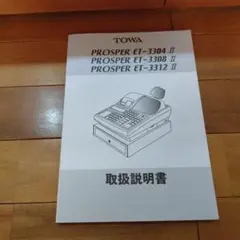 TOWA
PROSPER ET-3304 II
PROSPER ET-3308 II
PROSPER ET-3312 II
取扱説明書